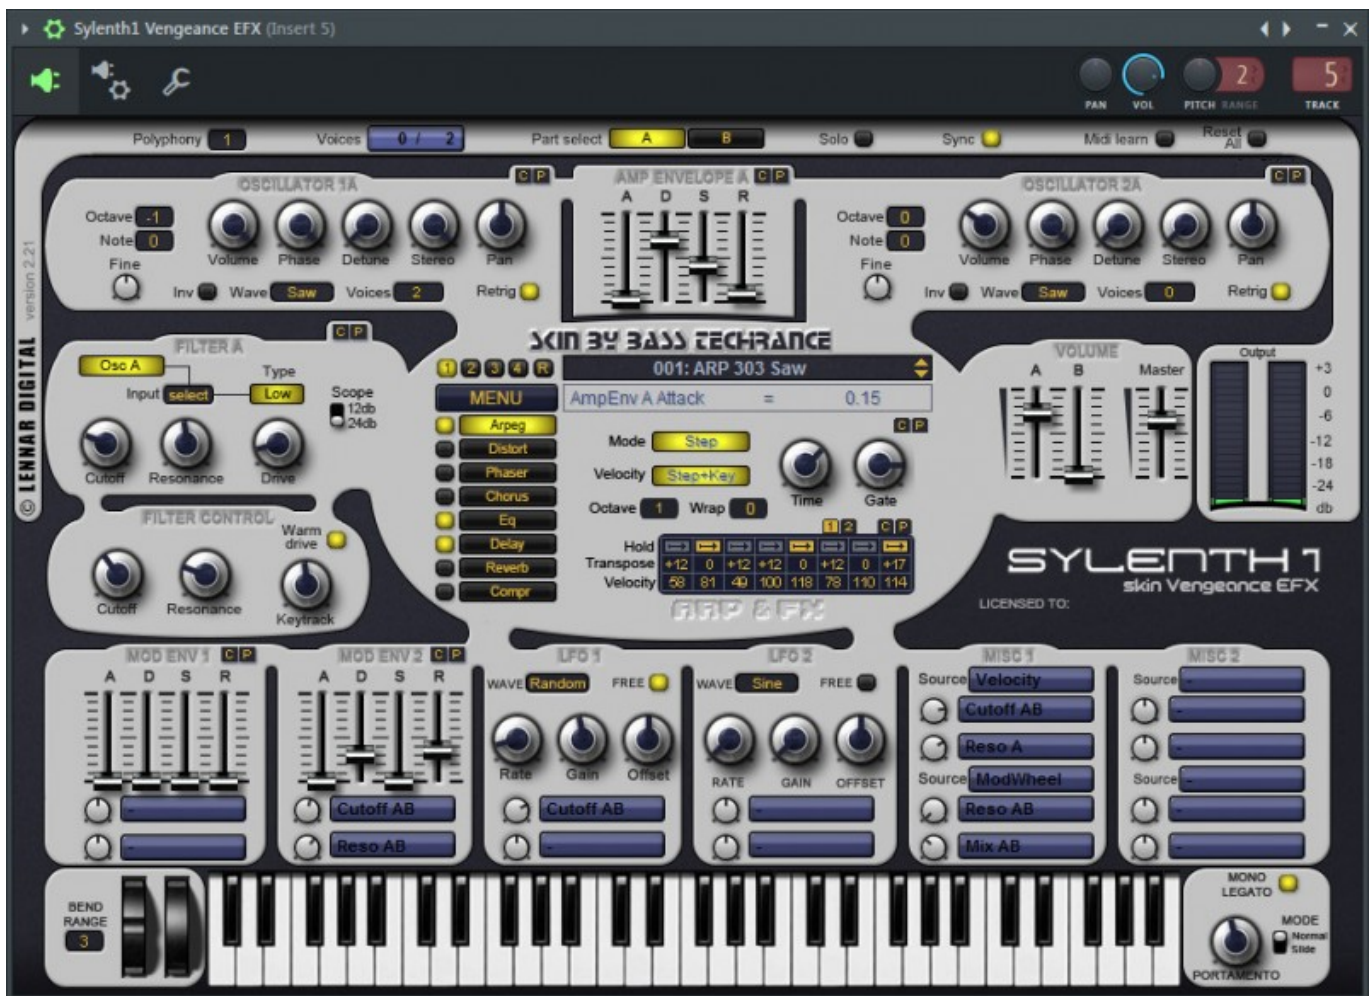 Sylenth1 Vengeance EFX (Insert 5)
2
5
PAN VOL PITCH RANGE TRACK
Polyphony 1 Voices 0 / 2 Part select A B Solo Sync Midi learn Reset All
OSCILLATOR 1A C P
Octave -1
Note 0
Fine
Volume Phase Detune Stereo Pan
Inv Wave Saw Voices 2 Retrig
AMP ENVELOPE A C P
A D S R
OSCILLATOR 2A C P
Octave 0
Note 0
Fine
Volume Phase Detune Stereo Pan
Inv Wave Saw Voices 0 Retrig
© LENNAR DIGITAL version 2.21
FILTER A C P
Osc A
Input select
Type
Low
Scope
12db
24db
Cutoff Resonance Drive
FILTER CONTROL
Warm drive
Cutoff Resonance Keytrack
SKIN BY BASS TECHRANCE
1 2 3 4 R
001: ARP 303 Saw
MENU
AmpEnv A Attack = 0.15
Arpeg
Distort
Phaser
Chorus
Eq
Delay
Reverb
Compr
C P
Mode Step
Velocity Step+Key
Octave 1 Wrap 0
Time Gate
1 2 C P
Hold
Transpose +12 0 +12 +12 0 +12 0 +17
Velocity 58 81 49 100 118 78 110 114
ARP & FX
VOLUME
A B Master
Output
+3
0
-6
-12
-18
-24
db
SYLENTH 1
skin Vengeance EFX
LICENSED TO:
MOD ENV 1 C P
A D S R
-
-
MOD ENV 2 C P
A D S R
Cutoff AB
Reso AB
LFO 1
WAVE Random FREE
Rate Gain Offset
Cutoff AB
-
LFO 2
WAVE Sine FREE
RATE GAIN OFFSET
-
-
MISC 1
Source Velocity
Cutoff AB
Reso A
Source ModWheel
Reso AB
Mix AB
MISC 2
Source -
-
-
Source -
-
-
BEND RANGE
3
MONO LEGATO
MODE
Normal
Slide
PORTAMENTO